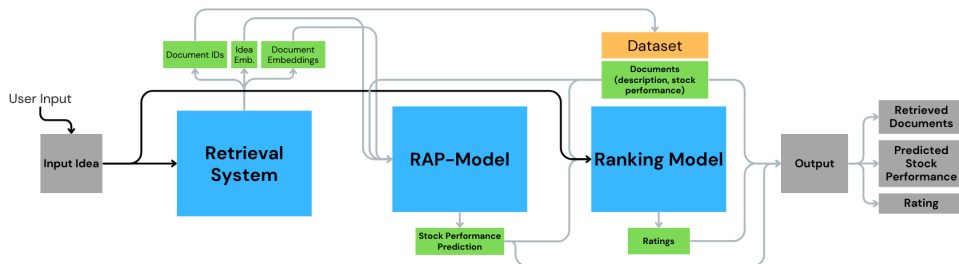 Document IDs
Idea
Emb.
Document
Embeddings
Dataset
Documents
(description, stock
performance)
User Input
Input Idea
Retrieval
System
RAP-Model
Ranking Model
Output
Retrieved
Documents
Predicted
Stock
Performance
Rating
Stock Performance
Prediction
Ratings